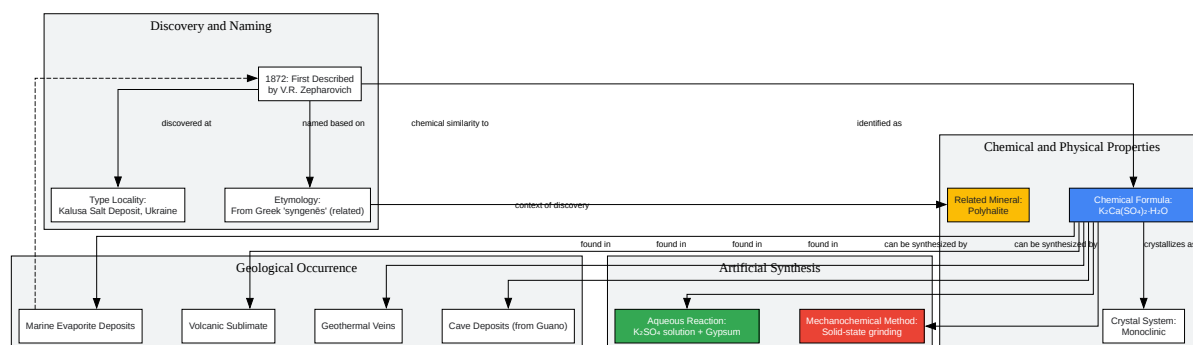 Discovery and Naming
1872: First Described
by V.R. Zepharovich
discovered at
named based on
chemical similarity to
identified as
Chemical and Physical Properties
Type Locality:
Kalusa Salt Deposit, Ukraine
Etymology:
From Greek 'syngenēs' (related)
context of discovery
Related Mineral:
Polyhalite
Chemical Formula:
K₂Ca(SO₄)₂·H₂O
found in
found in
found in
found in
can be synthesized by
can be synthesized by
crystallizes as
Geological Occurrence
Artificial Synthesis
Marine Evaporite Deposits
Volcanic Sublimate
Geothermal Veins
Cave Deposits (from Guano)
Aqueous Reaction:
K₂SO₄ solution + Gypsum
Mechanochemical Method:
Solid-state grinding
Crystal System:
Monoclinic